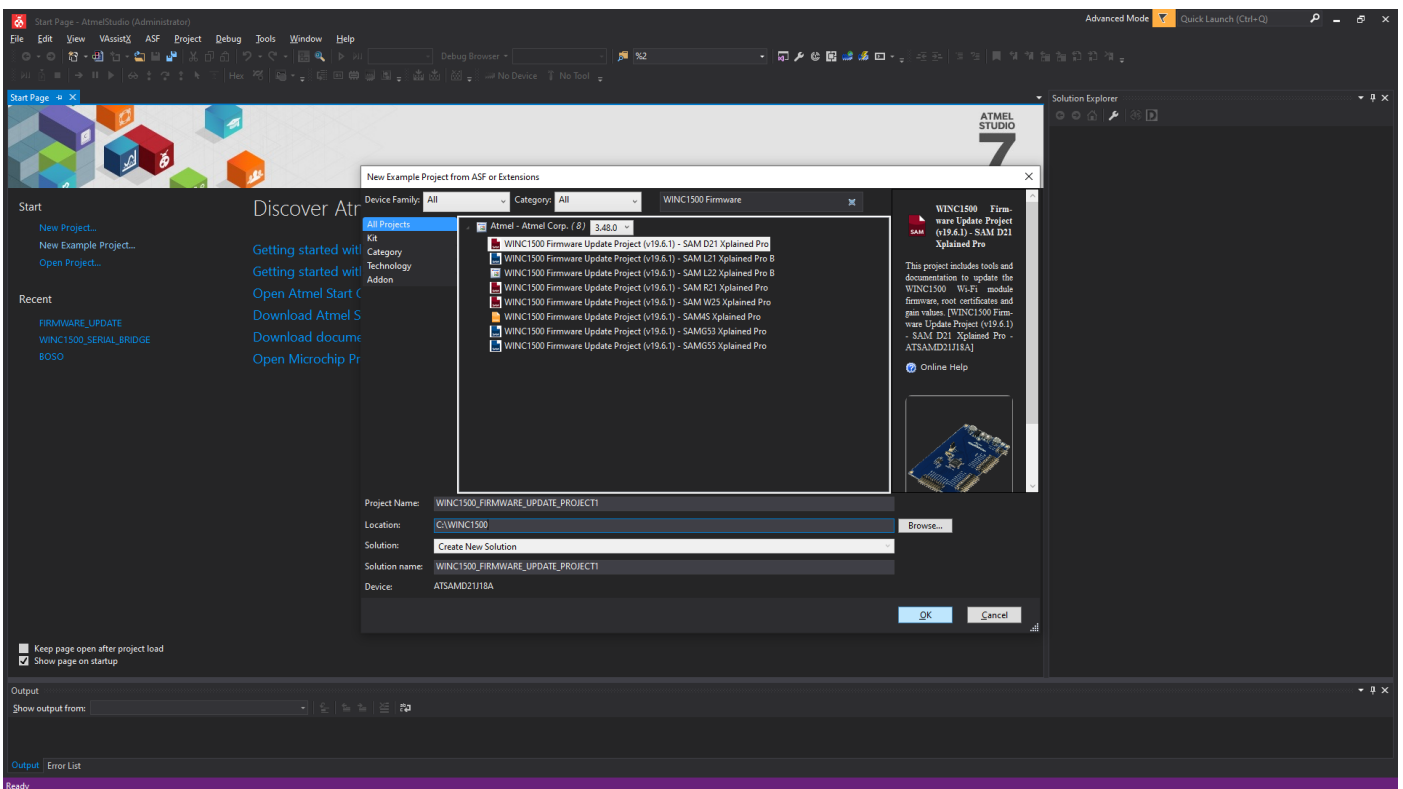 Start Page - AtmelStudio (Administrator)
Advanced Mode
Quick Launch (Ctrl+Q)
File Edit View VAssistX ASF Project Debug Tools Window Help
Debug Browser
%2
Hex
No Device
No Tool
Start Page
Solution Explorer
ATMEL
STUDIO
7
Start
New Project...
New Example Project...
Open Project...
Recent
FIRMWARE_UPDATE
WINC1500_SERIAL_BRIDGE
BOSO
Discover Atm
Getting started wit
Getting started wit
Open Atmel Start
Download Atmel S
Download docume
Open Microchip Pr
New Example Project from ASF or Extensions
Device Family: All
Category: All
WINC1500 Firmware
All Projects
Kit
Category
Technology
Addon
Atmel - Atmel Corp. (8) 3.48.0
WINC1500 Firmware Update Project (v19.6.1) - SAM D21 Xplained Pro
WINC1500 Firmware Update Project (v19.6.1) - SAM L21 Xplained Pro B
WINC1500 Firmware Update Project (v19.6.1) - SAM L22 Xplained Pro B
WINC1500 Firmware Update Project (v19.6.1) - SAM R21 Xplained Pro
WINC1500 Firmware Update Project (v19.6.1) - SAM W25 Xplained Pro
WINC1500 Firmware Update Project (v19.6.1) - SAM4S Xplained Pro
WINC1500 Firmware Update Project (v19.6.1) - SAMG53 Xplained Pro
WINC1500 Firmware Update Project (v19.6.1) - SAMG55 Xplained Pro
SAM
WINC1500 Firm-
ware Update Project
(v19.6.1) - SAM D21
Xplained Pro
This project includes tools and
documentation to update the
WINC1500 Wi-Fi module
firmware, root certificates and
gain values. [WINC1500 Firm-
ware Update Project (v19.6.1)
- SAM D21 Xplained Pro -
ATSAMD21J18A]
Online Help
Project Name: WINC1500_FIRMWARE_UPDATE_PROJECT1
Location: C:\WINC1500
Browse...
Solution: Create New Solution
Solution name: WINC1500_FIRMWARE_UPDATE_PROJECT1
Device: ATSAMD21J18A
OK
Cancel
Keep page open after project load
Show page on startup
Output
Show output from:
Output Error List
Ready